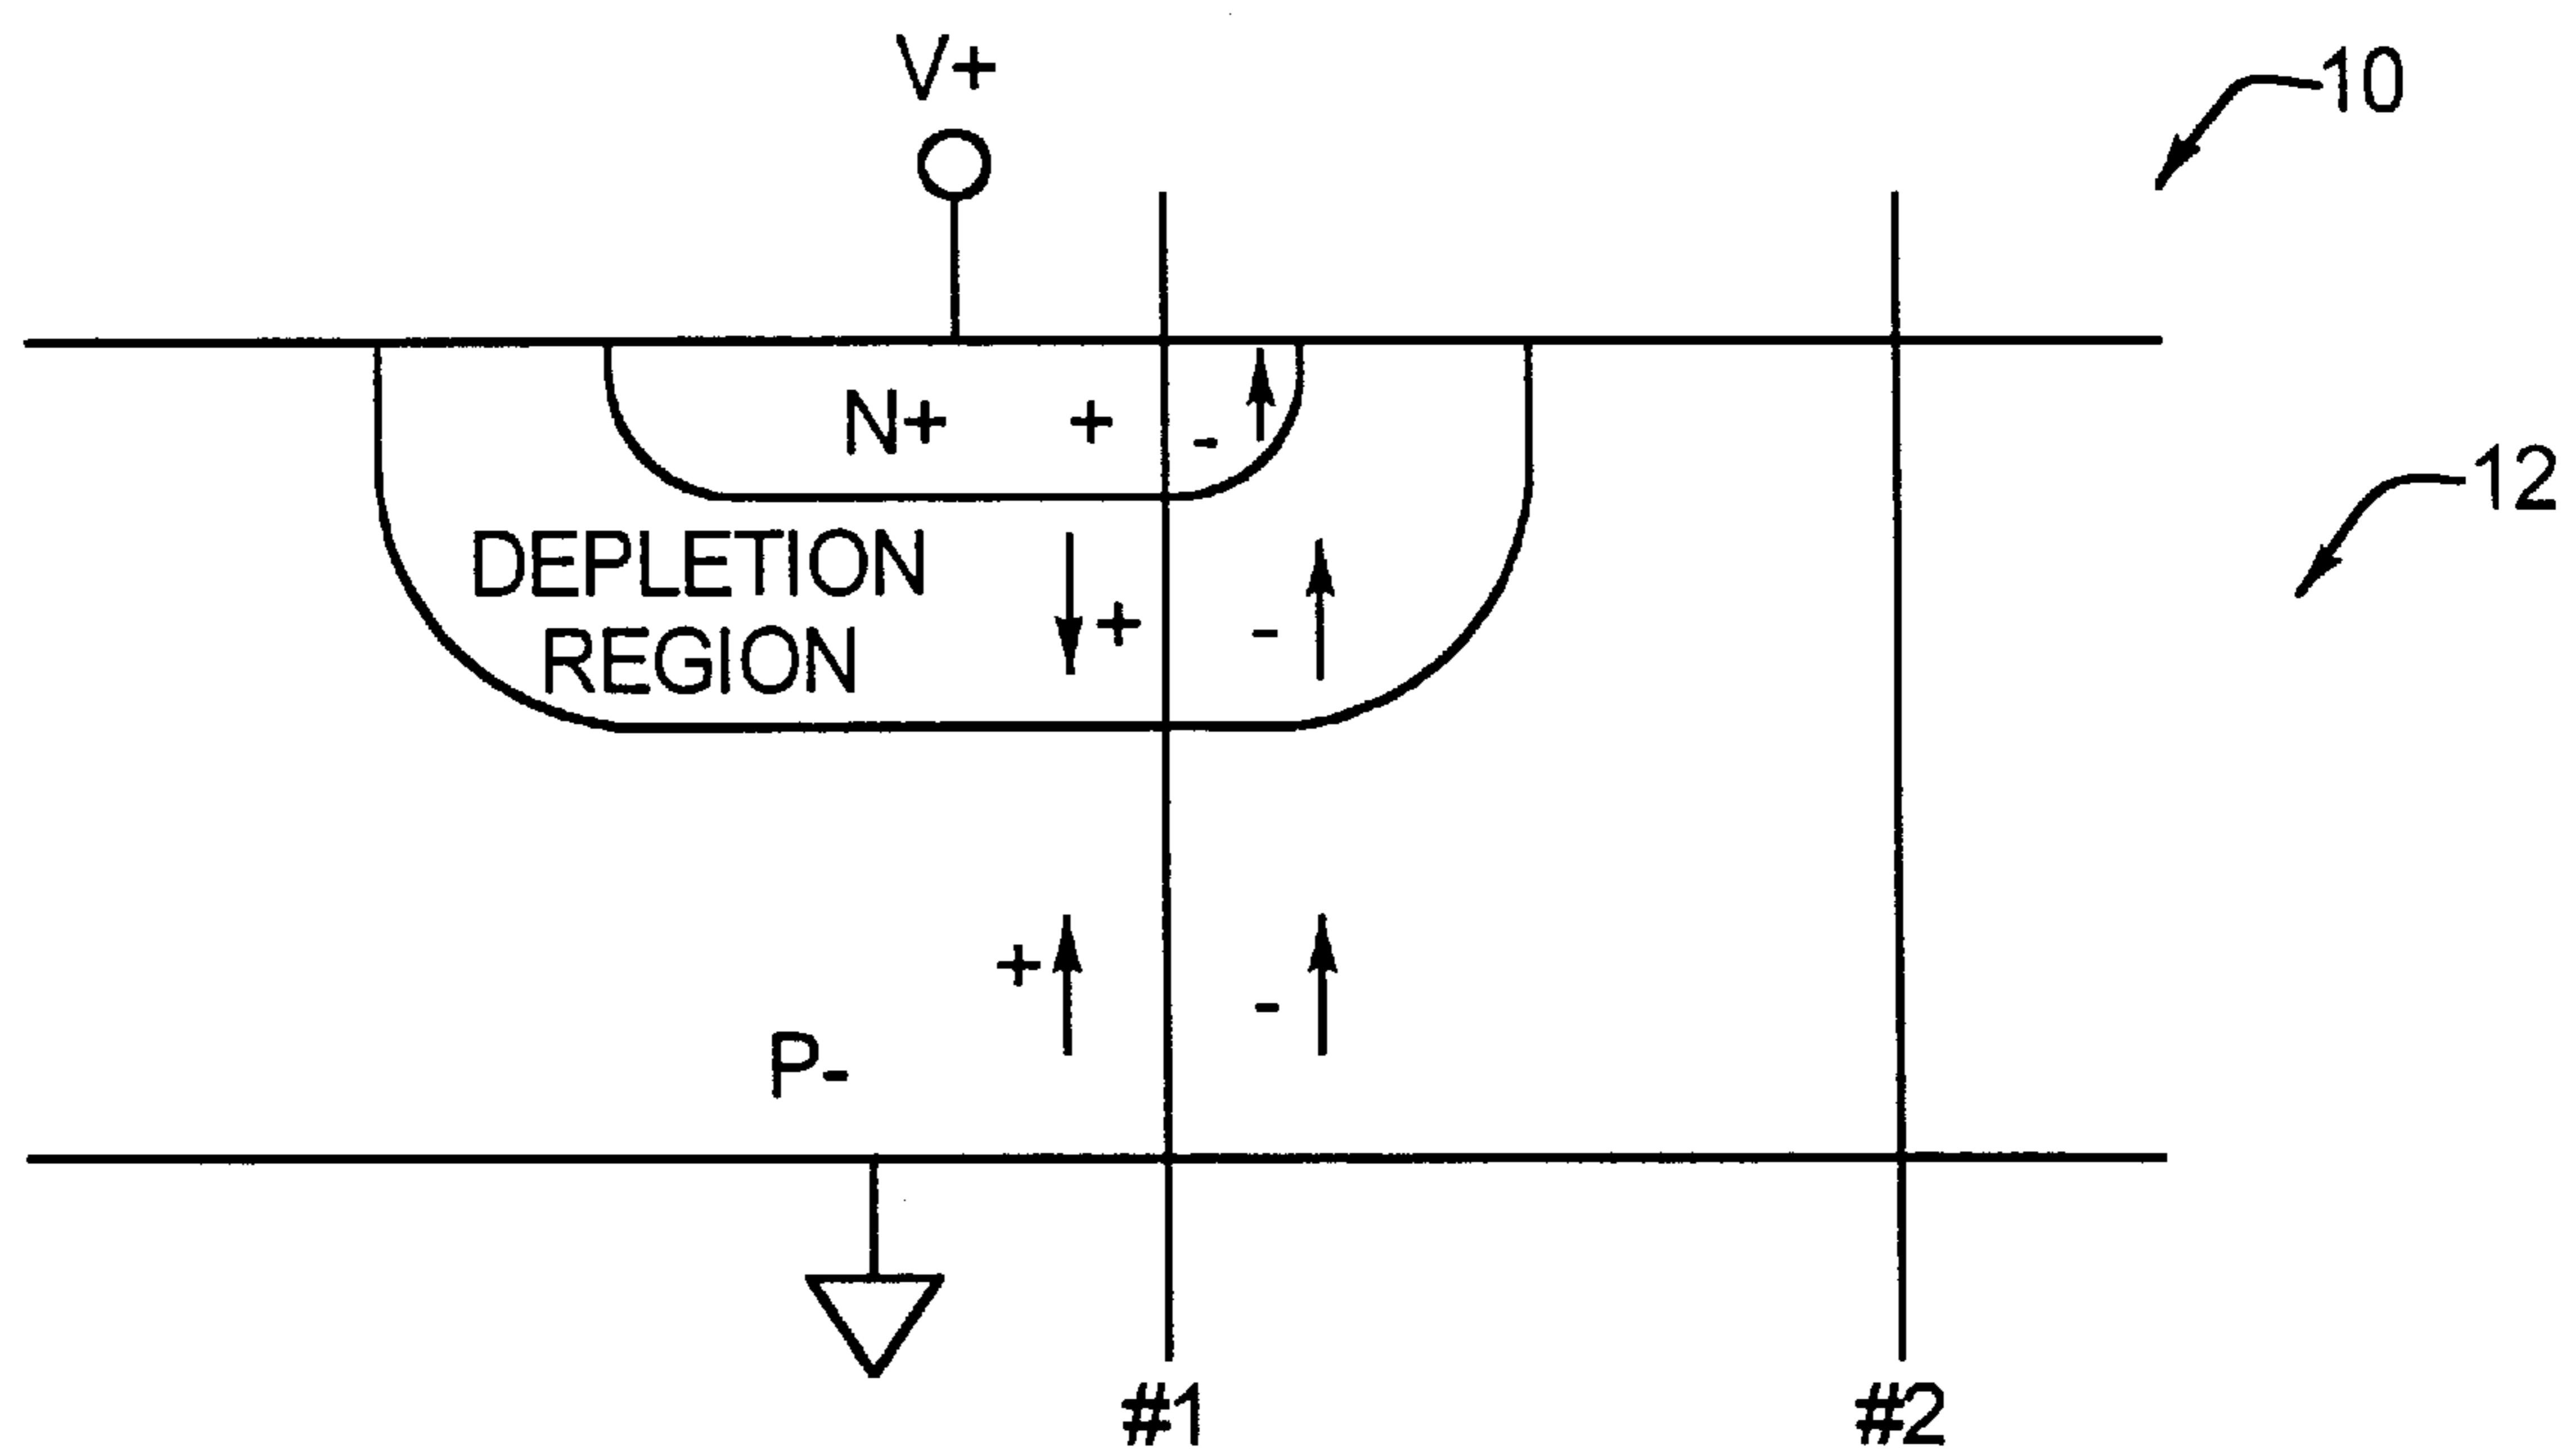 V+
10
N+ + -
12
DEPLETION
REGION
+ -
+ -
P-
#1
#2